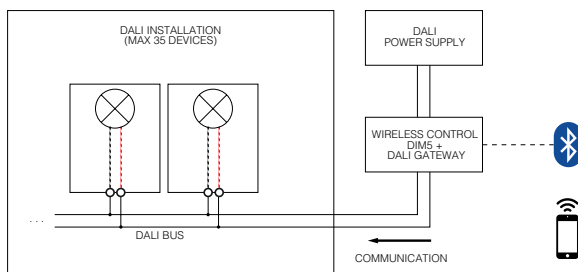 DALI INSTALLATION
(MAX 35 DEVICES)
DALI
POWER SUPPLY
WIRELESS CONTROL
DIM5 +
DALI GATEWAY
. . .
DALI BUS
COMMUNICATION